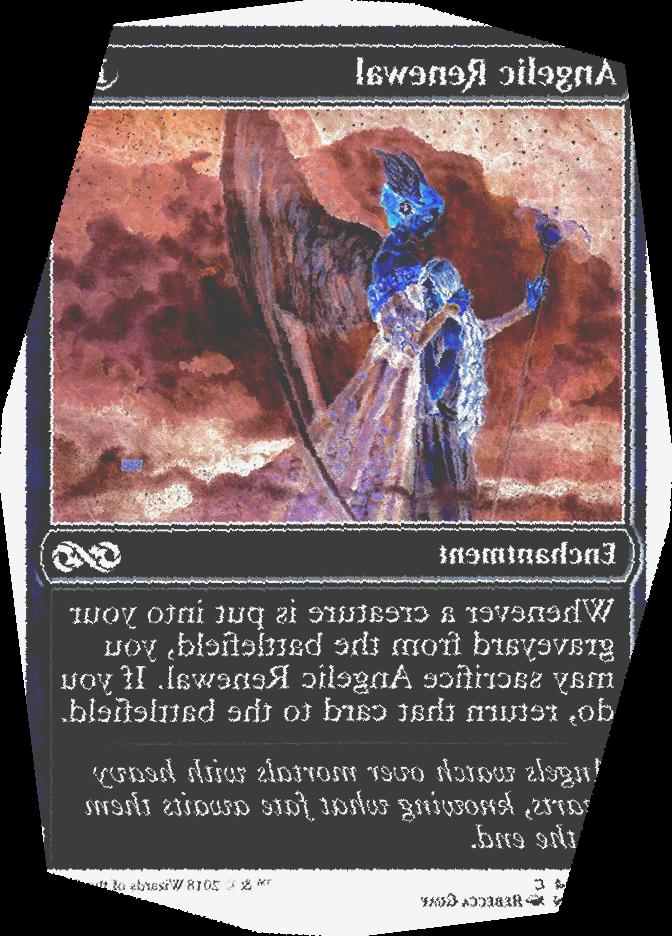 Angelic Renewal
Enchantment
Whenever a creature is put into your
graveyard from the battlefield, you
may sacrifice Angelic Renewal. If you
do, return that card to the battlefield.
watch over mortals with heavy
knowing what fate awaits them
the end.
C
REBECCA GUAY
™ & © 2018 Wizards of